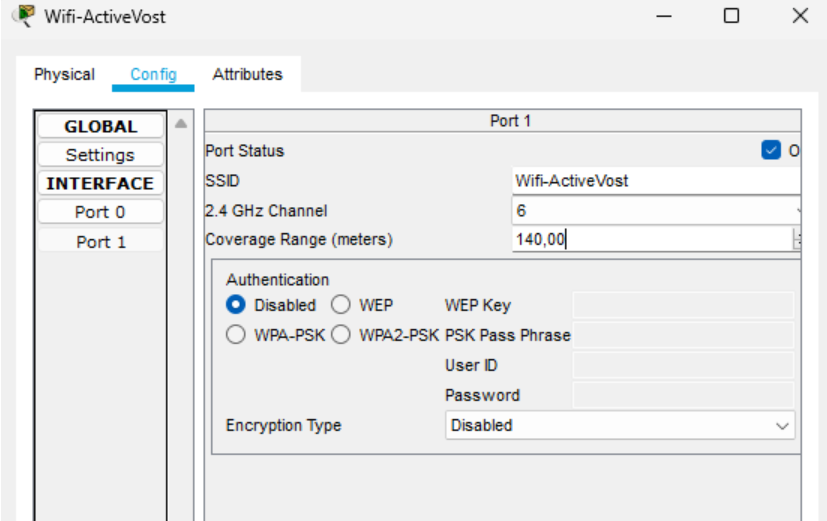 Wifi-ActiveVost
Physical Config Attributes
GLOBAL
Settings
INTERFACE
Port 0
Port 1
Port 1
Port Status
SSID Wifi-ActiveVost
2.4 GHz Channel 6
Coverage Range (meters) 140,00
Authentication
Disabled WEP WEP Key
WPA-PSK WPA2-PSK PSK Pass Phrase
User ID
Password
Encryption Type Disabled